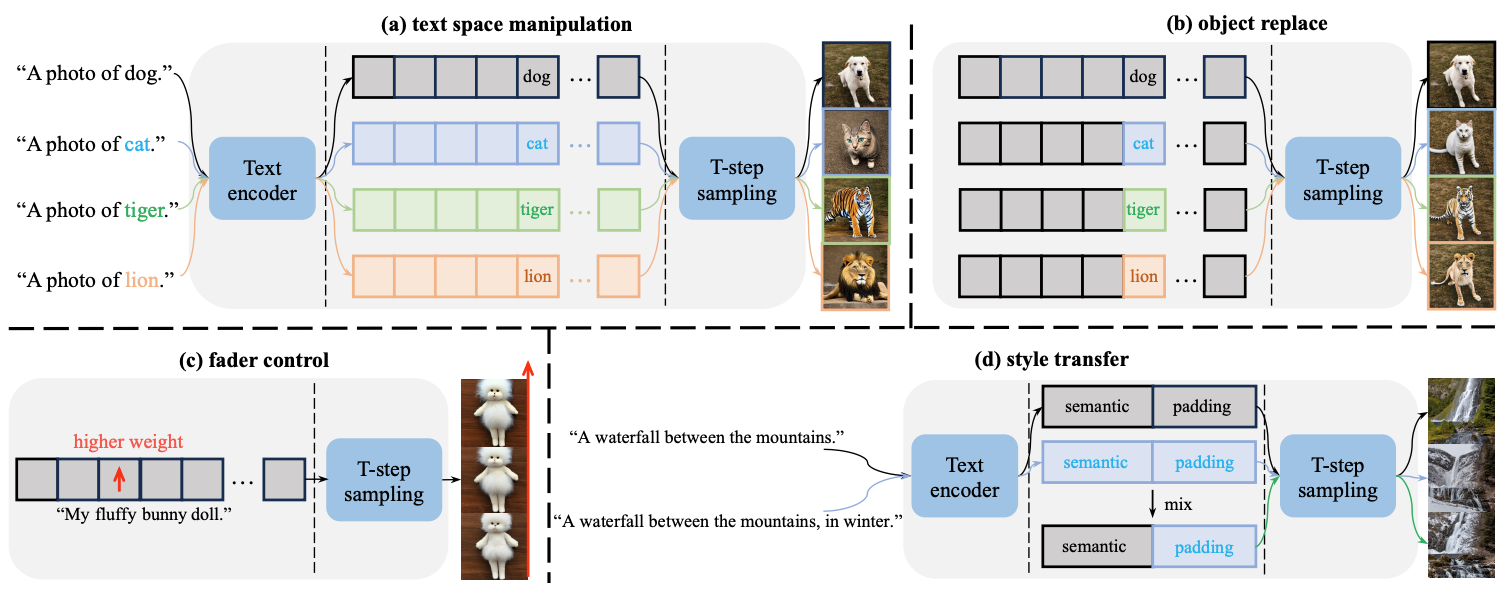 (a) text space manipulation
“A photo of dog.”
“A photo of cat.”
“A photo of tiger.”
“A photo of lion.”
Text
encoder
dog
...
cat
...
tiger
...
lion
...
T-step
sampling
(b) object replace
dog
...
cat
...
tiger
...
lion
...
T-step
sampling
(c) fader control
higher weight
...
“My fluffy bunny doll.”
T-step
sampling
(d) style transfer
“A waterfall between the mountains.”
“A waterfall between the mountains, in winter.”
Text
encoder
semantic padding
semantic padding
mix
semantic padding
T-step
sampling